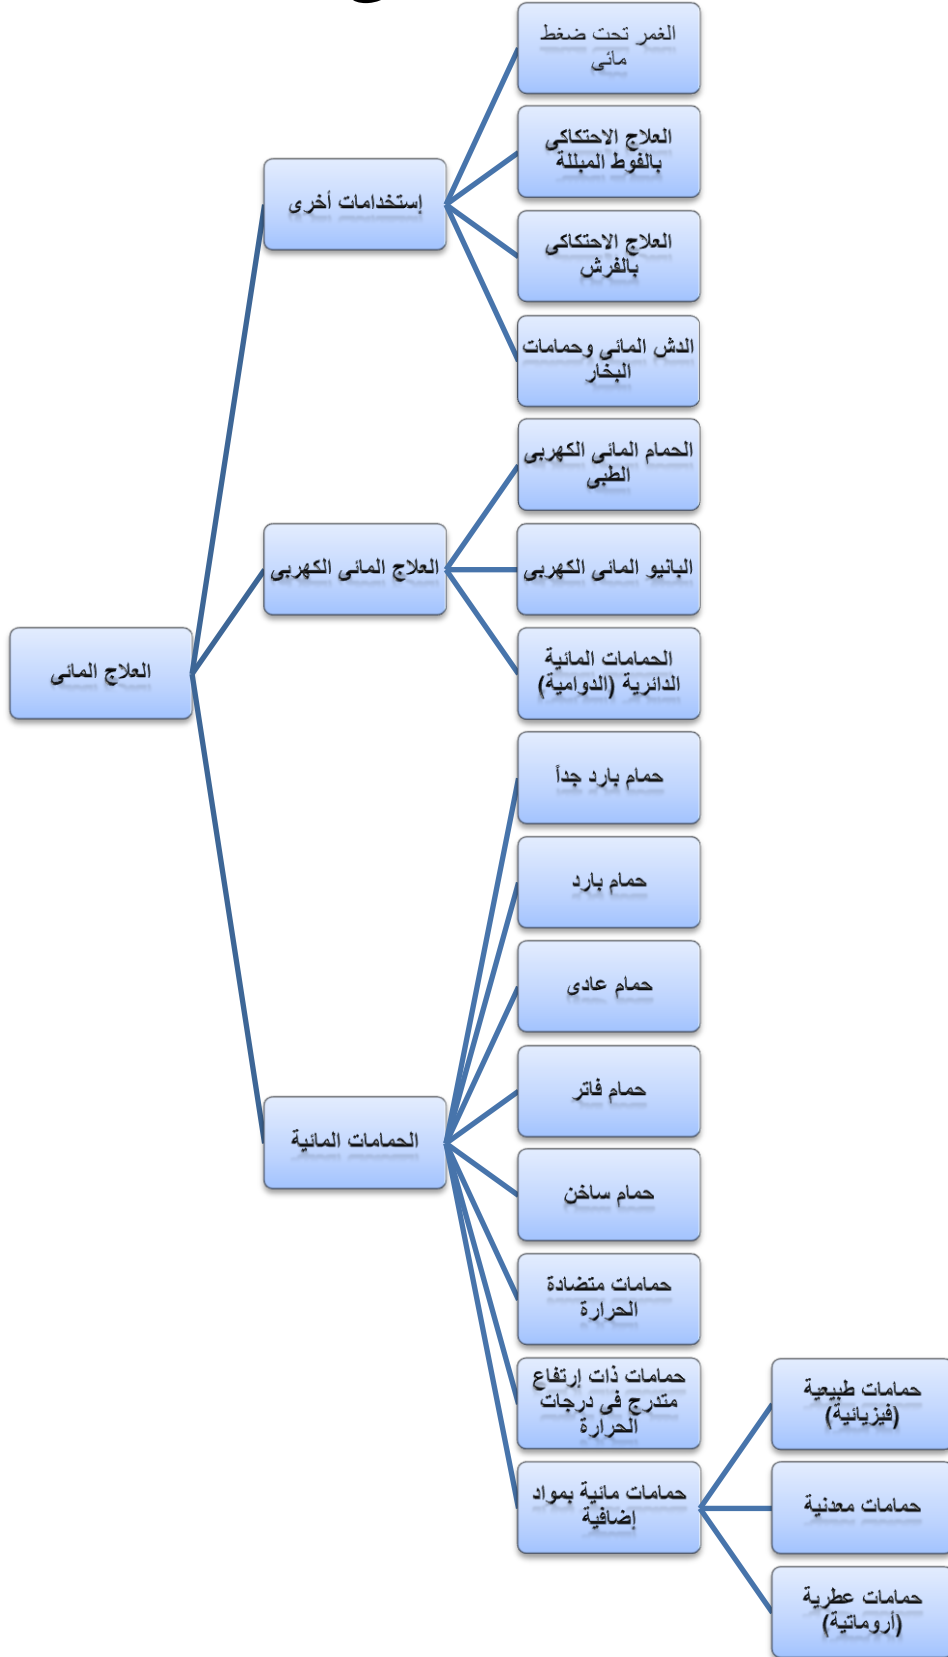 الغمر تحت ضغط
مائى
العلاج الاحتكاكى
بالفوط المبللة
إستخدامات أخرى
العلاج الاحتكاكى
بالفرش
الدش المائى وحمامات
البخار
الحمام المائى الكهربى
الطبى
العلاج المائى الكهربى
البانيو المائى الكهربى
الحمامات المائية
الدائرية (الدوامية)
العلاج المائى
حمام بارد جداً
حمام بارد
حمام عادى
حمام فاتر
الحمامات المائية
حمام ساخن
حمامات متضادة
الحرارة
حمامات ذات إرتفاع
متدرج فى درجات
الحرارة
حمامات مائية بمواد
إضافية
حمامات طبيعية
(فيزيائية)
حمامات معدنية
حمامات عطرية
(أروماتية)